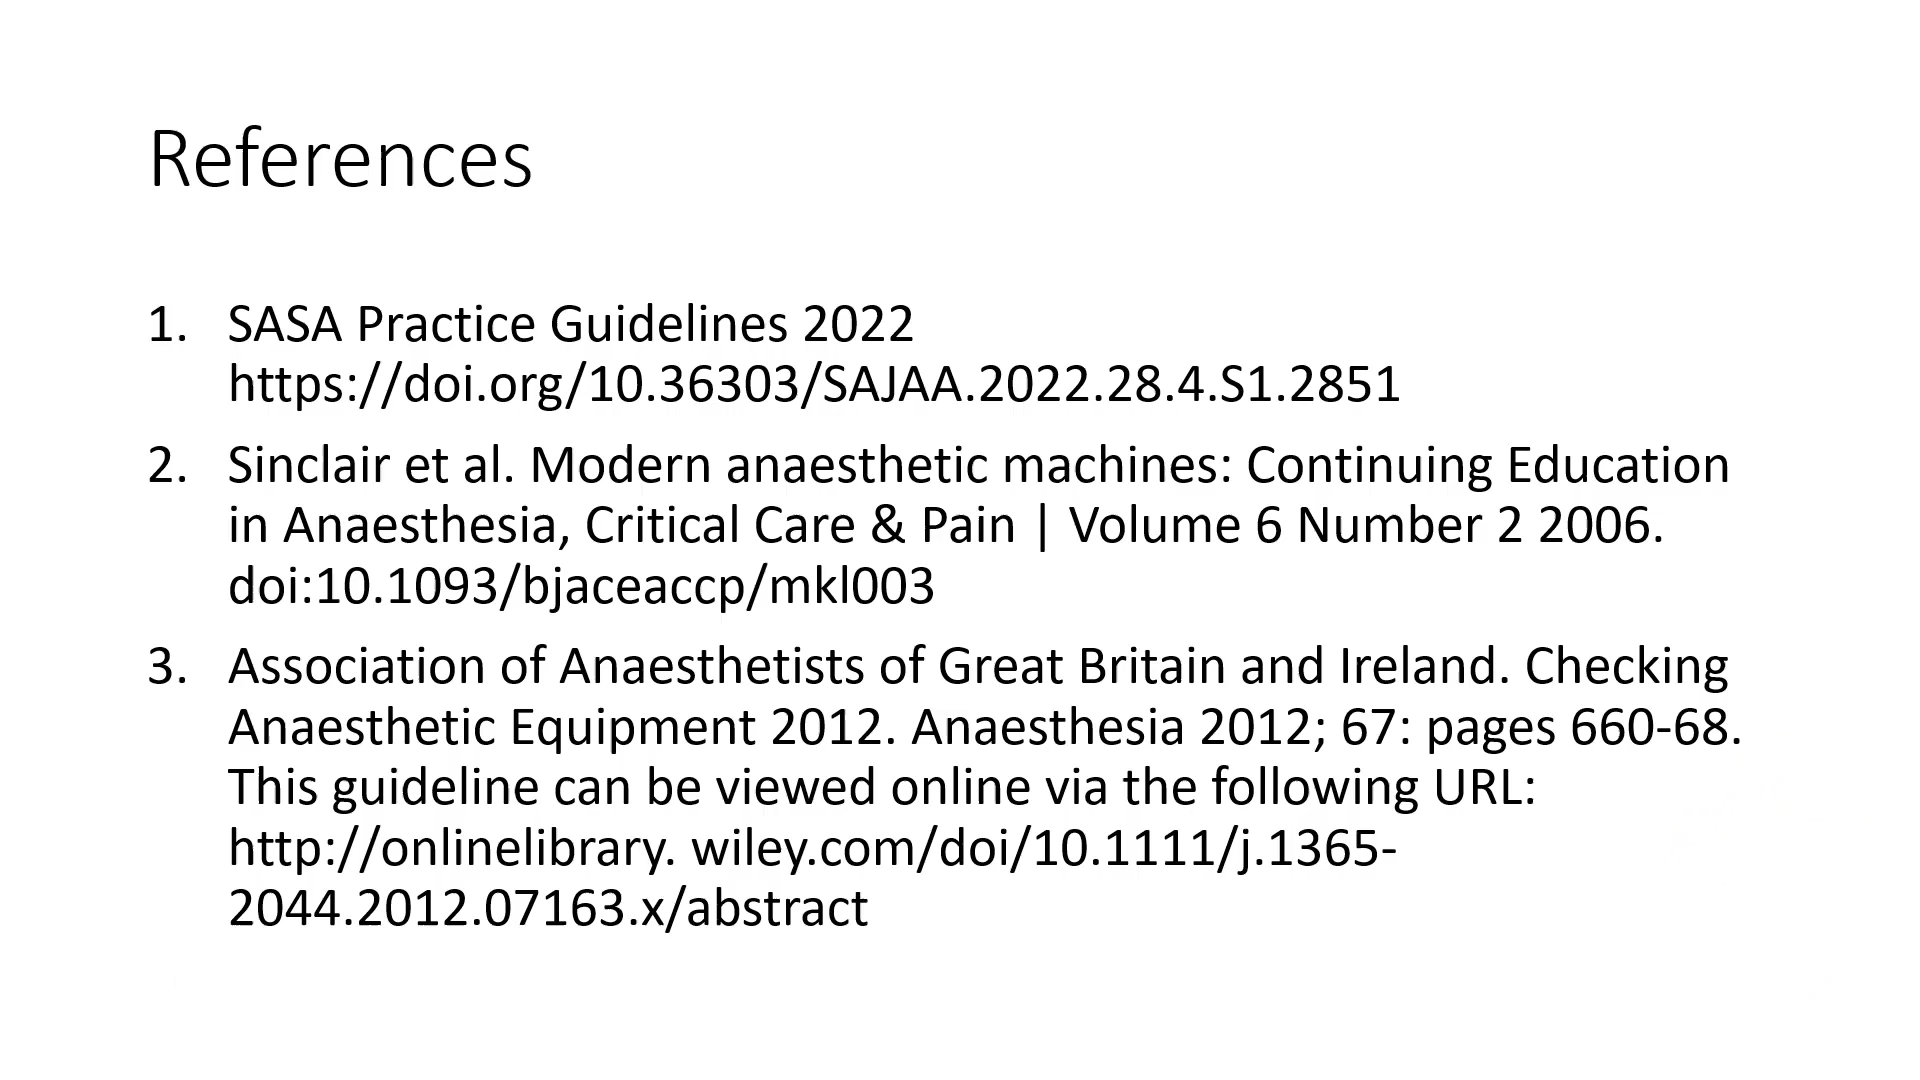 References
1. SASA Practice Guidelines 2022
https://doi.org/10.36303/SAJAA.2022.28.4.S1.2851
2. Sinclair et al. Modern anaesthetic machines: Continuing Education
in Anaesthesia, Critical Care & Pain | Volume 6 Number 2 2006.
doi:10.1093/bjaceaccp/mkl003
3. Association of Anaesthetists of Great Britain and Ireland. Checking
Anaesthetic Equipment 2012. Anaesthesia 2012; 67: pages 660-68.
This guideline can be viewed online via the following URL:
http://onlinelibrary. wiley.com/doi/10.1111/j.1365-
2044.2012.07163.x/abstract